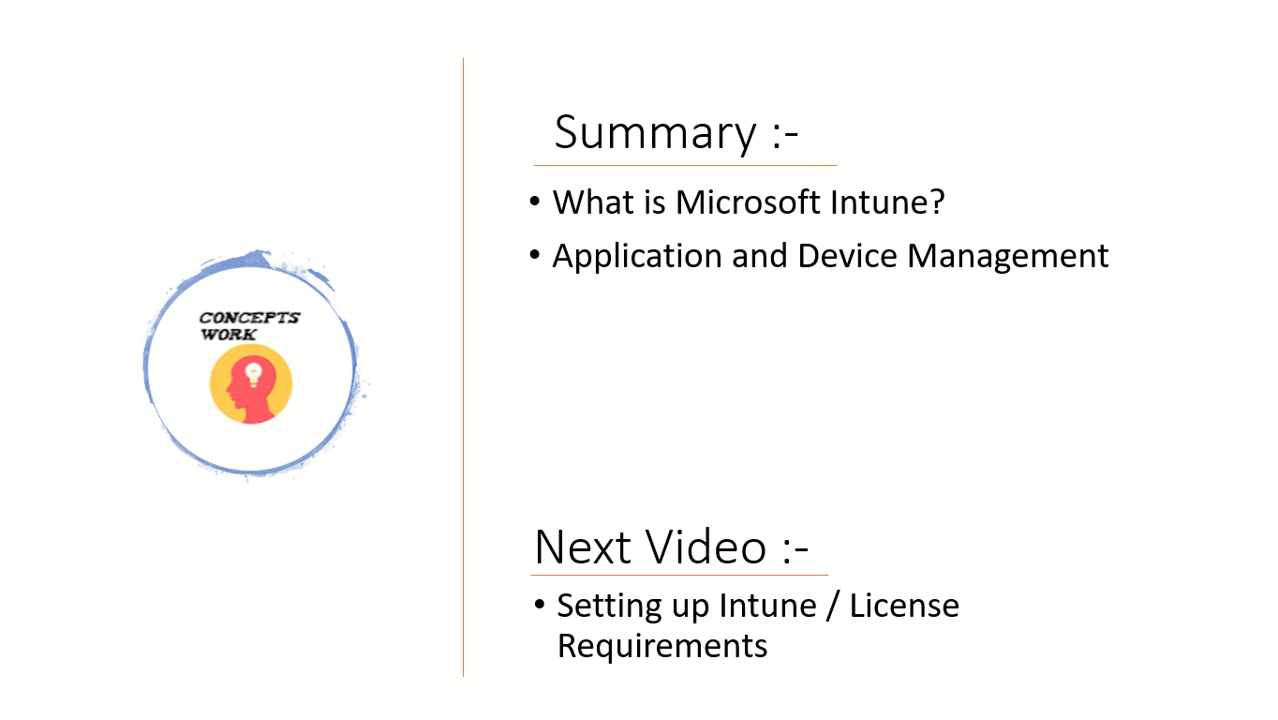 CONCEPTS
WORK
Summary :-
• What is Microsoft Intune?
• Application and Device Management
Next Video :-
• Setting up Intune / License
Requirements